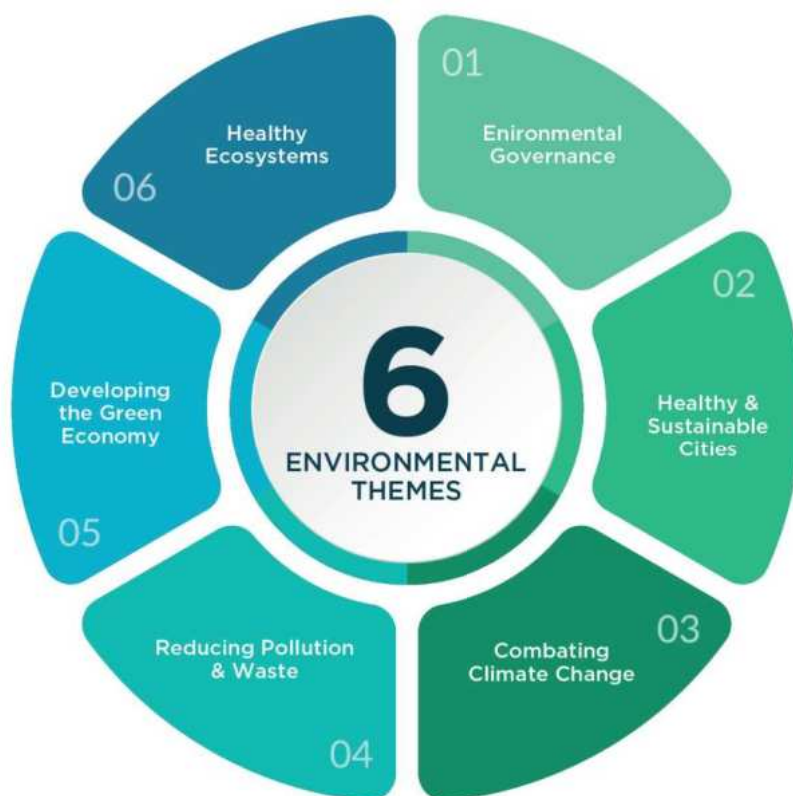 01
Enironmental
Governance
02
Healthy &
Sustainable
Cities
03
Combating
Climate Change
04
Reducing Pollution
& Waste
05
Developing
the Green
Economy
06
Healthy
Ecosystems
6
ENVIRONMENTAL
THEMES